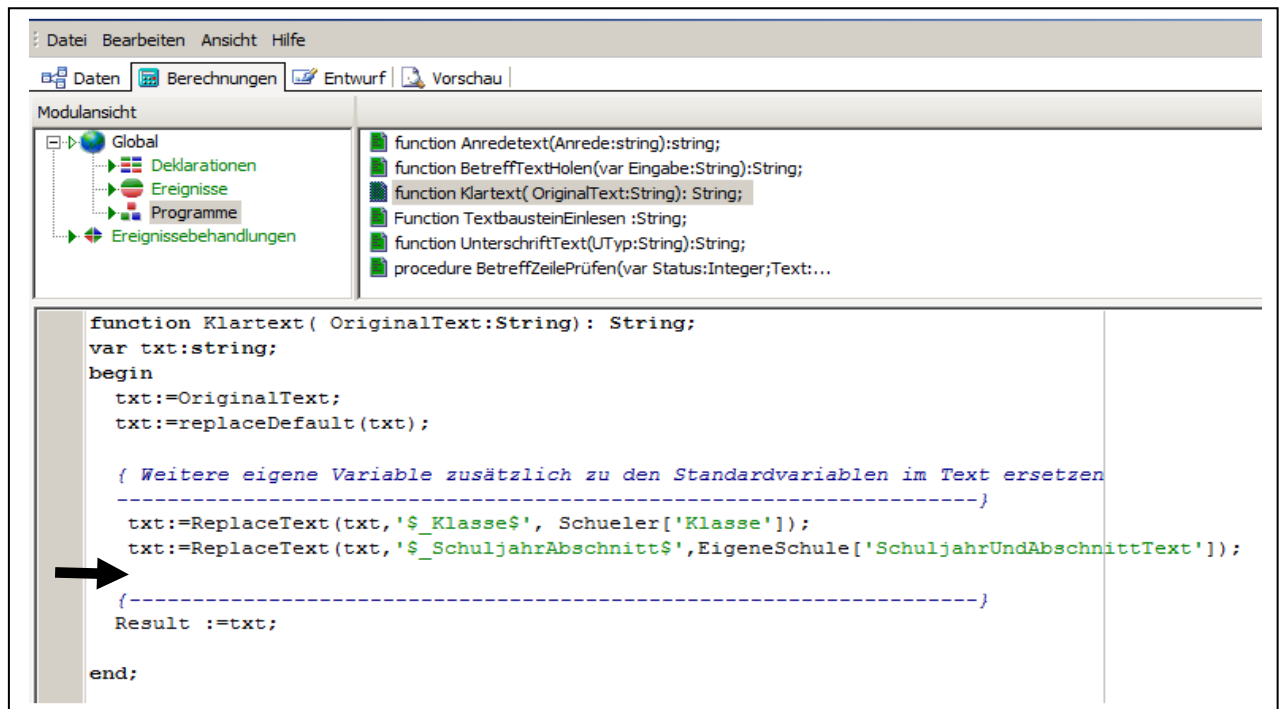 Datei Bearbeiten Ansicht Hilfe
Daten Berechnungen Entwurf Vorschau
Modulansicht
Global
Deklarationen
Ereignisse
Programme
Ereignissebehandlungen
function Anredetext(Anrede:string):string;
function BetreffTextHolen(var Eingabe:String):String;
function Klartext( OriginalText:String): String;
Function TextbausteinEinlesen :String;
function UnterschriftText(UTyp:String):String;
procedure BetreffZeilePrüfen(var Status:Integer;Text:...
function Klartext( OriginalText:String): String;
var txt:string;
begin
txt:=OriginalText;
txt:=replaceDefault(txt);
{ Weitere eigene Variable zusätzlich zu den Standardvariablen im Text ersetzen
--------------------------------------------------------------------}
txt:=ReplaceText(txt,'$_Klasse$', Schueler['Klasse']);
txt:=ReplaceText(txt,'$_SchuljahrAbschnitt$',EigeneSchule['SchuljahrUndAbschnittText']);
{-------------------------------------------------------------------}
Result :=txt;
end;